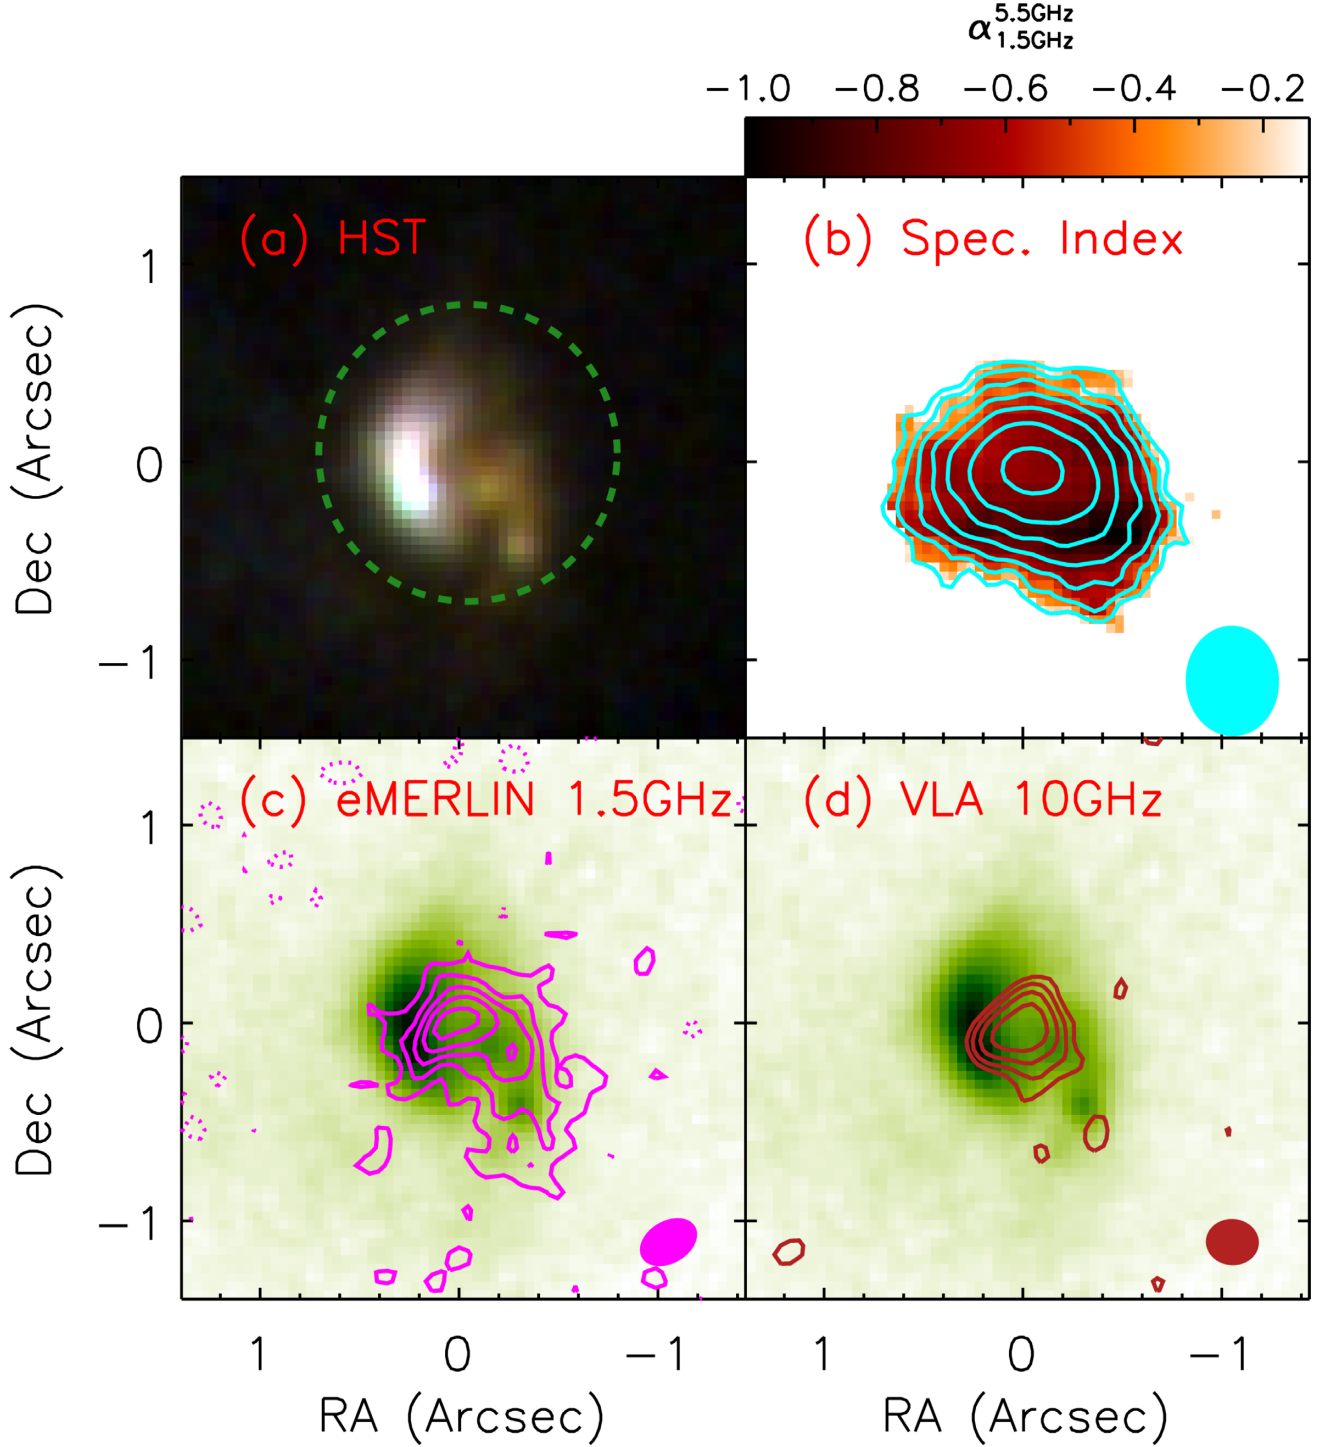 α 5.5GHz 1.5GHz
−1.0 −0.8 −0.6 −0.4 −0.2
(a) HST
(b) Spec. Index
1
0
−1
Dec (Arcsec)
(c) eMERLIN 1.5GHz
(d) VLA 10GHz
1
0
−1
Dec (Arcsec)
1 0 −1
1 0 −1
RA (Arcsec)
RA (Arcsec)